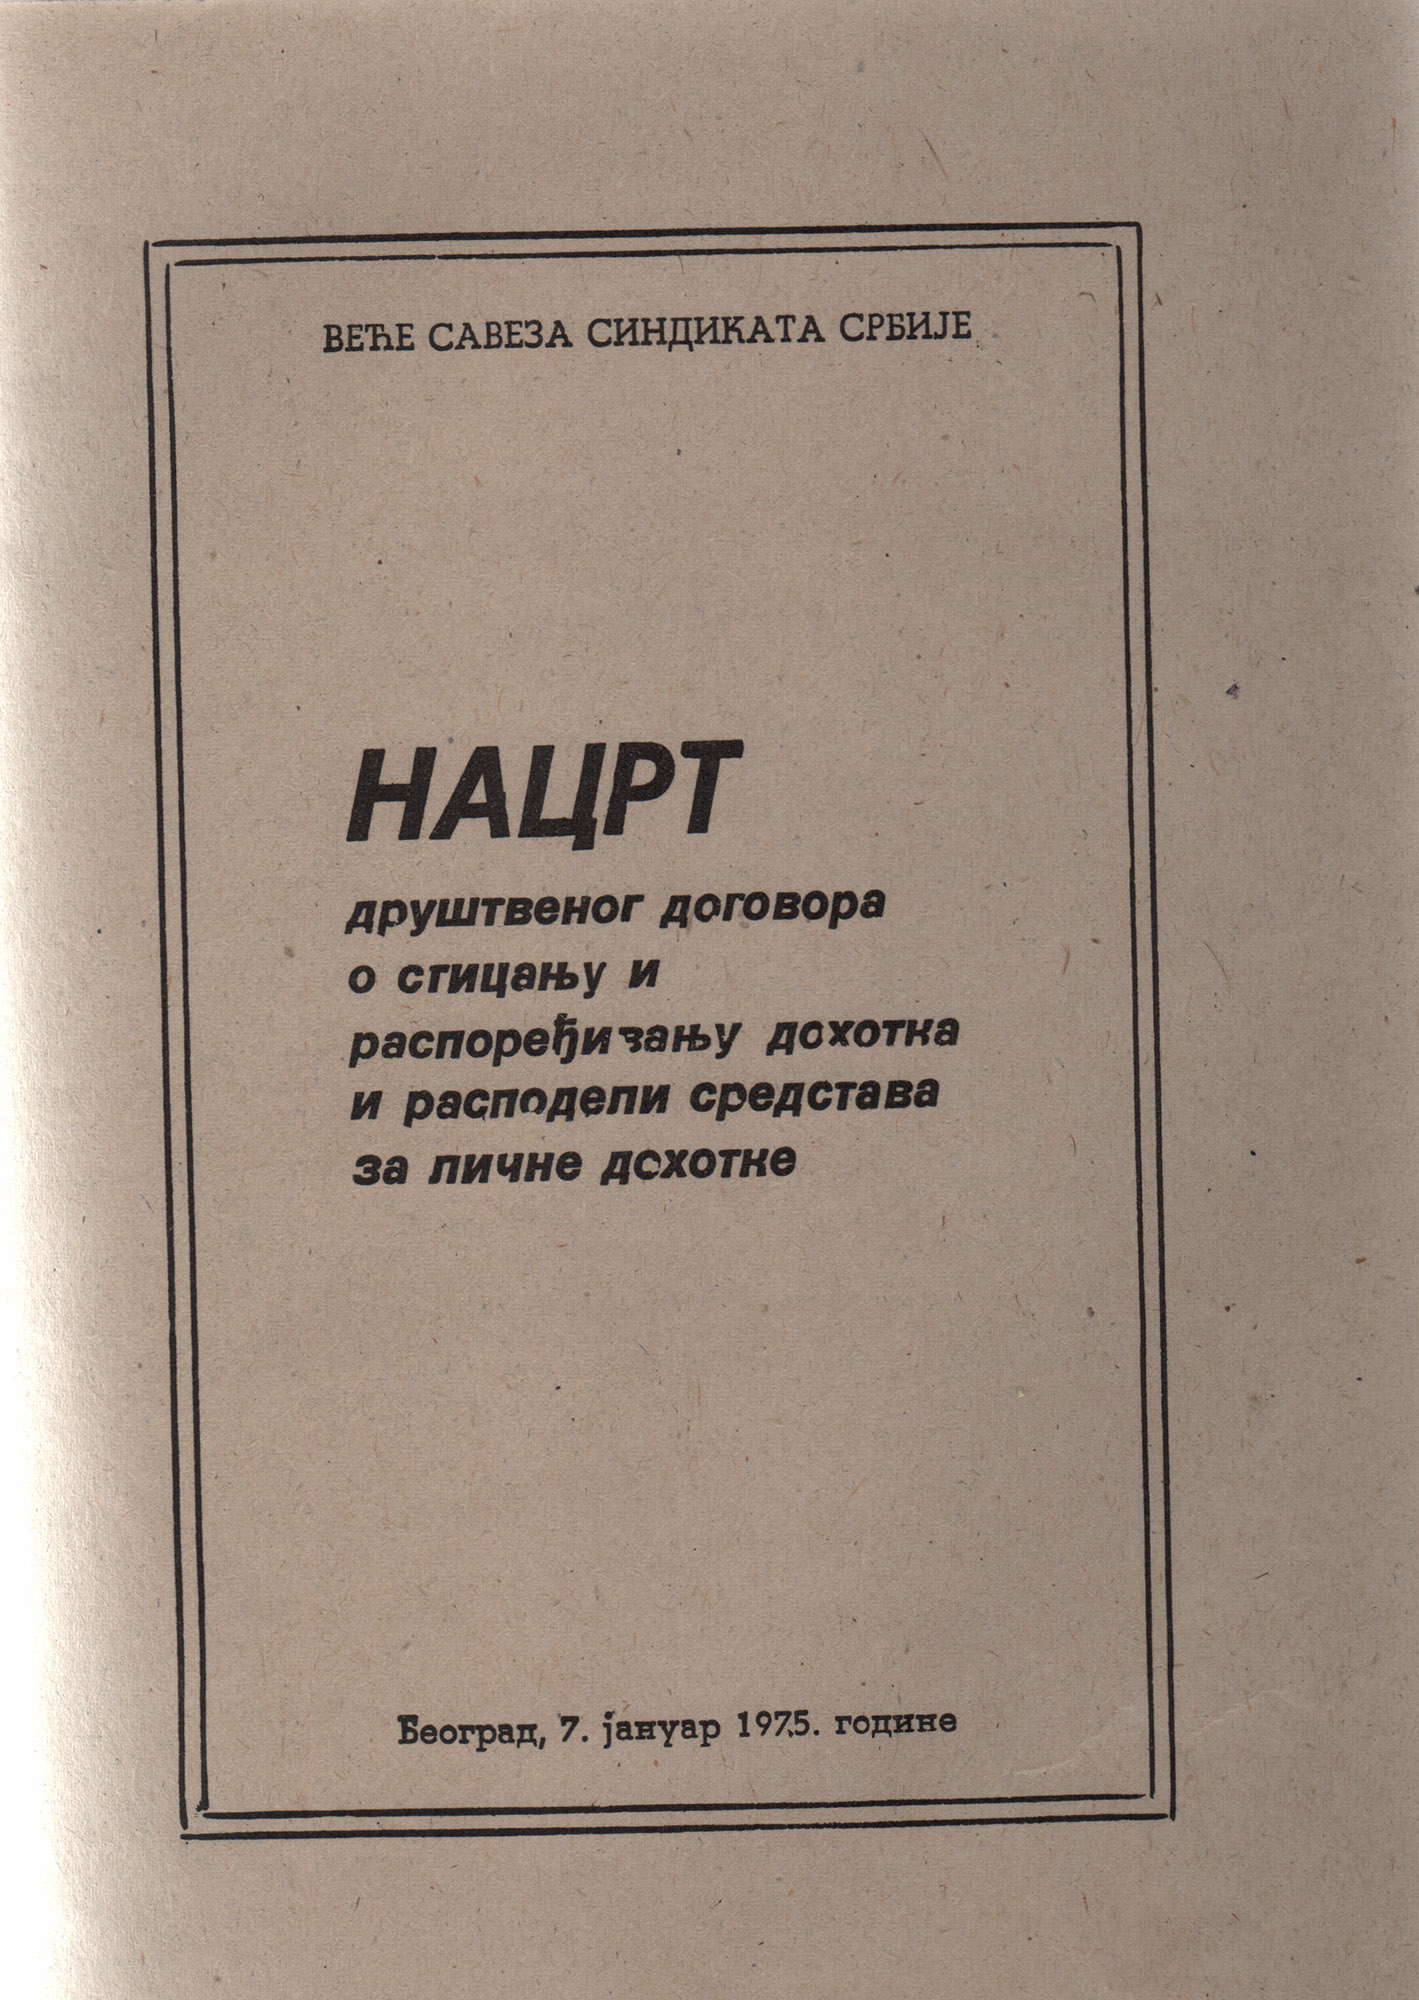 ВЕЋЕ САВЕЗА СИНДИКАТА СРБИЈЕ
НАЦРТ
друштвеног договора
о стицању и
распоређивању дохотка
и расподели средстава
за личне дохотке
Београд, 7. јануар 1975. године